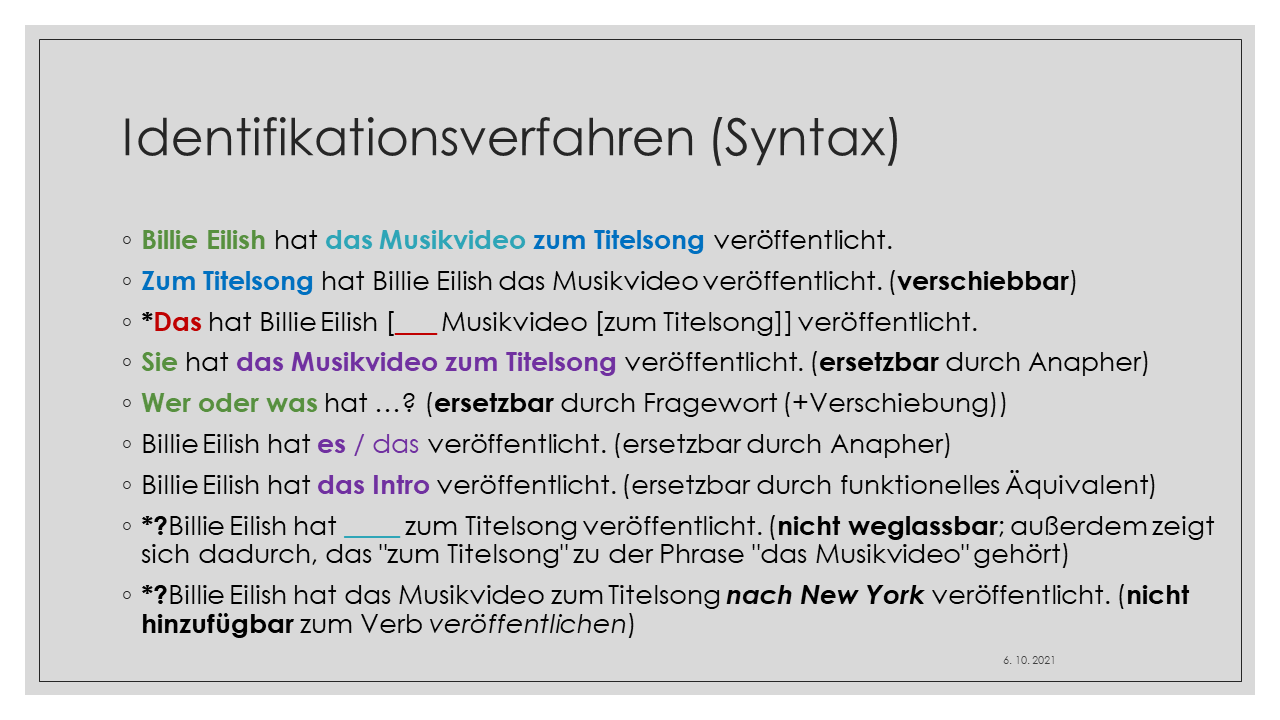 Identifikationsverfahren (Syntax)
◦ Billie Eilish hat das Musikvideo zum Titelsong veröffentlicht.
◦ Zum Titelsong hat Billie Eilish das Musikvideo veröffentlicht. (verschiebbar)
◦ *Das hat Billie Eilish [___ Musikvideo [zum Titelsong]] veröffentlicht.
◦ Sie hat das Musikvideo zum Titelsong veröffentlicht. (ersetzbar durch Anapher)
◦ Wer oder was hat …? (ersetzbar durch Fragewort (+Verschiebung))
◦ Billie Eilish hat es / das veröffentlicht. (ersetzbar durch Anapher)
◦ Billie Eilish hat das Intro veröffentlicht. (ersetzbar durch funktionelles Äquivalent)
◦ *?Billie Eilish hat ____ zum Titelsong veröffentlicht. (nicht weglassbar; außerdem zeigt
sich dadurch, das "zum Titelsong" zu der Phrase "das Musikvideo" gehört)
◦ *?Billie Eilish hat das Musikvideo zum Titelsong nach New York veröffentlicht. (nicht
hinzufügbar zum Verb veröffentlichen)
6. 10. 2021